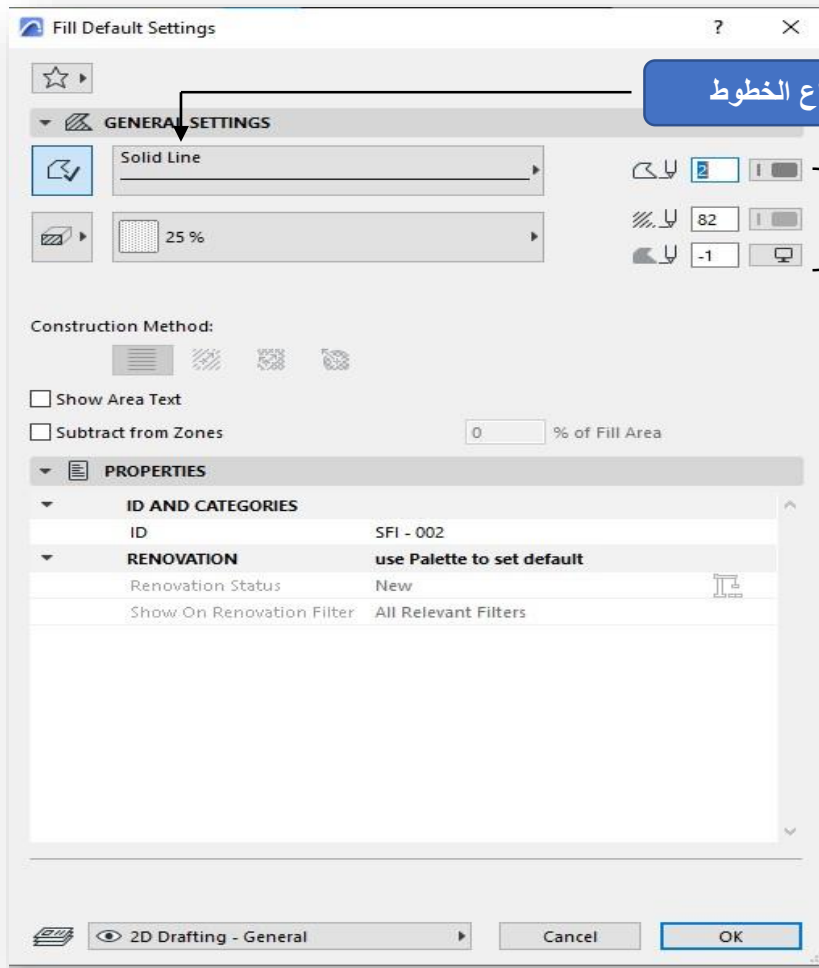 Fill Default Settings ? ×
ع الخطوط
GENERAL SETTINGS
Solid Line
2
25 %
82
-1
Construction Method:
Show Area Text
Subtract from Zones 0 % of Fill Area
PROPERTIES
ID AND CATEGORIES
ID SFI - 002
RENOVATION use Palette to set default
Renovation Status New
Show On Renovation Filter All Relevant Filters
2D Drafting - General Cancel OK